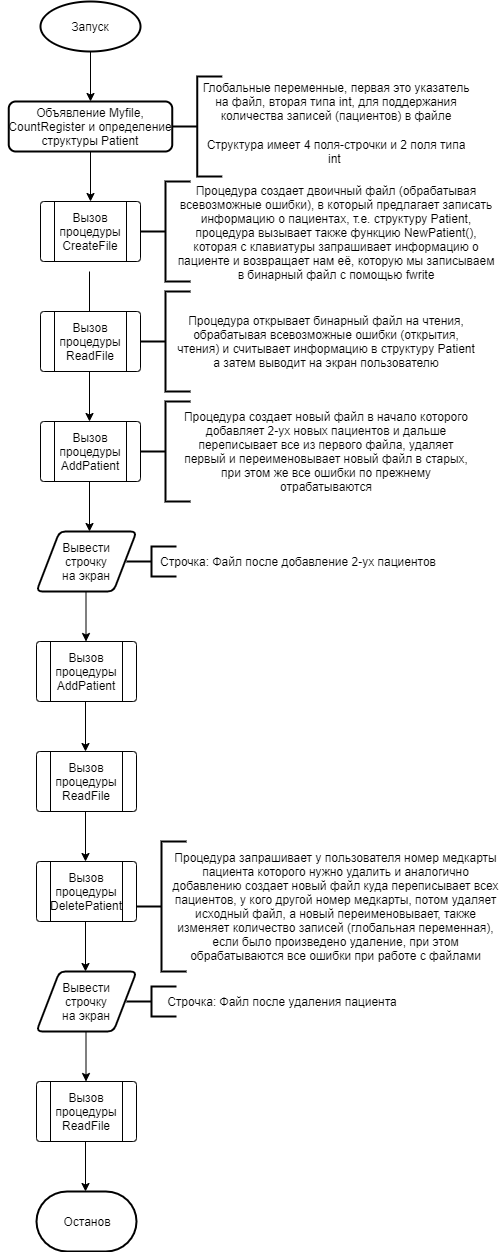 Запуск
Объявление Myfile,
CountRegister и определение
структуры Patient
Глобальные переменные, первая это указатель
на файл, вторая типа int, для поддержания
количества записей (пациентов) в файле
Структура имеет 4 поля-строчки и 2 поля типа
int
Вызов
процедуры
CreateFile
Процедура создает двоичный файл (обрабатывая
всевозможные ошибки), в который предлагает записать
информацию о пациентах, т.е. структуру Patient,
процедура вызывает также функцию NewPatient(),
которая с клавиатуры запрашивает информацию о
пациенте и возвращает нам её, которую мы записываем
в бинарный файл с помощью fwrite
Вызов
процедуры
ReadFile
Процедура открывает бинарный файл на чтения,
обрабатывая всевозможные ошибки (открытия,
чтения) и считывает информацию в структуру Patient
а затем выводит на экран пользователю
Вызов
процедуры
AddPatient
Процедура создает новый файл в начало которого
добавляет 2-ух новых пациентов и дальше
переписывает все из первого файла, удаляет
первый и переименовывает новый файл в старых,
при этом же все ошибки по прежнему
отрабатываются
Вывести
строчку
на экран
Строчка: Файл после добавление 2-ух пациентов
Вызов
процедуры
AddPatient
Вызов
процедуры
ReadFile
Вызов
процедуры
DeletePatient
Процедура запрашивает у пользователя номер медкарты
пациента которого нужно удалить и аналогично
добавлению создает новый файл куда переписывает всех
пациентов, у кого другой номер медкарты, потом удаляет
исходный файл, а новый переименовывает, также
изменяет количество записей (глобальная переменная),
если было произведено удаление, при этом
обрабатываются все ошибки при работе с файлами
Вывести
строчку
на экран
Строчка: Файл после удаления пациента
Вызов
процедуры
ReadFile
Останов